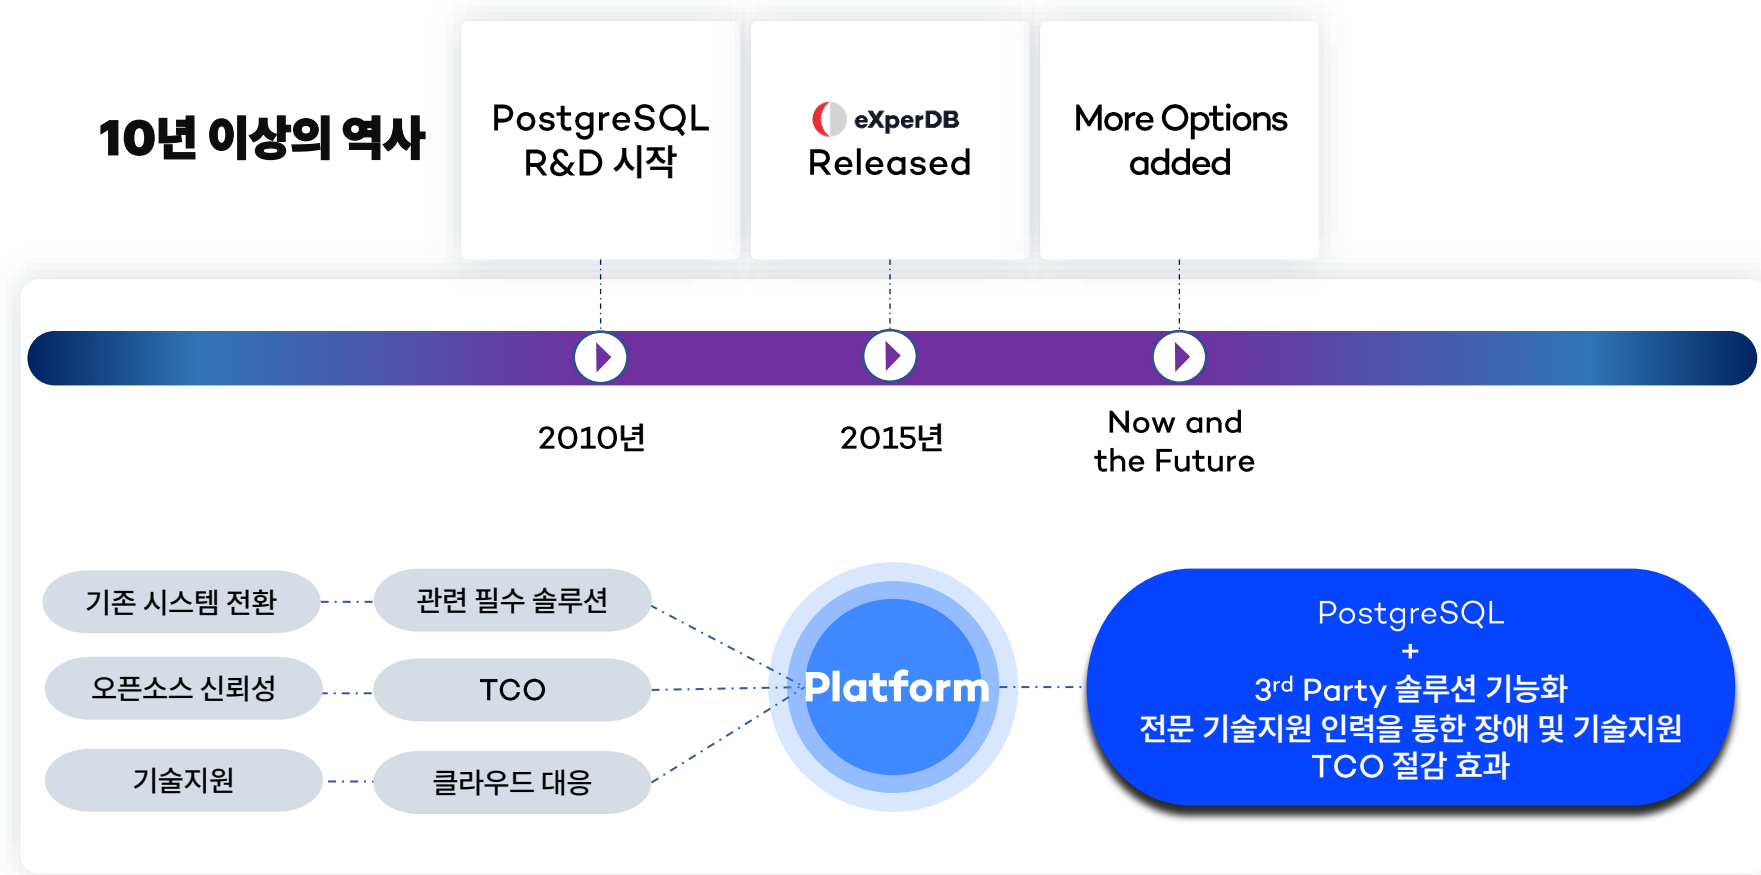 10년 이상의 역사
PostgreSQL
R&D 시작
eXperDB
Released
More Options
added
2010년
2015년
Now and
the Future
기존 시스템 전환
관련 필수 솔루션
오픈소스 신뢰성
TCO
기술지원
클라우드 대응
Platform
PostgreSQL
+
3rd Party 솔루션 기능화
전문 기술지원 인력을 통한 장애 및 기술지원
TCO 절감 효과